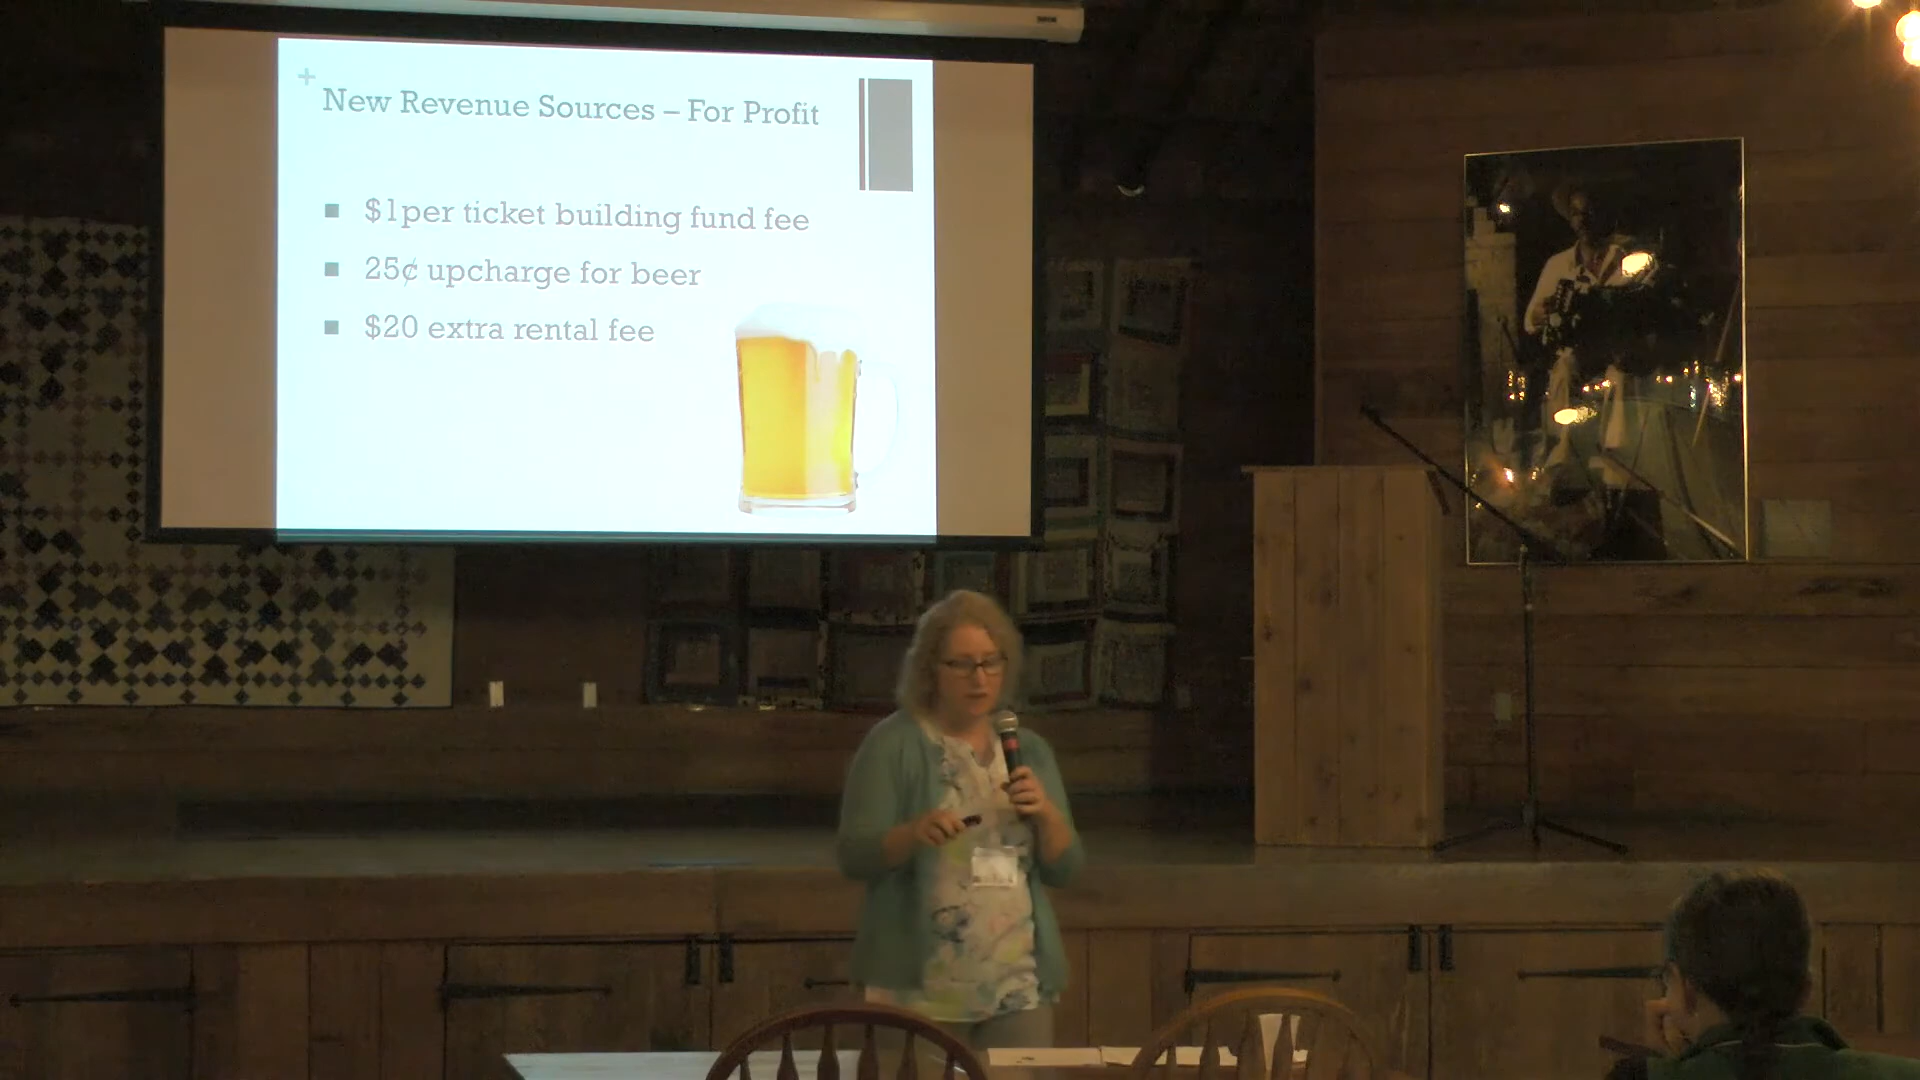 New Revenue Sources – For Profit
$1per ticket building fund fee
25¢ upcharge for beer
$20 extra rental fee